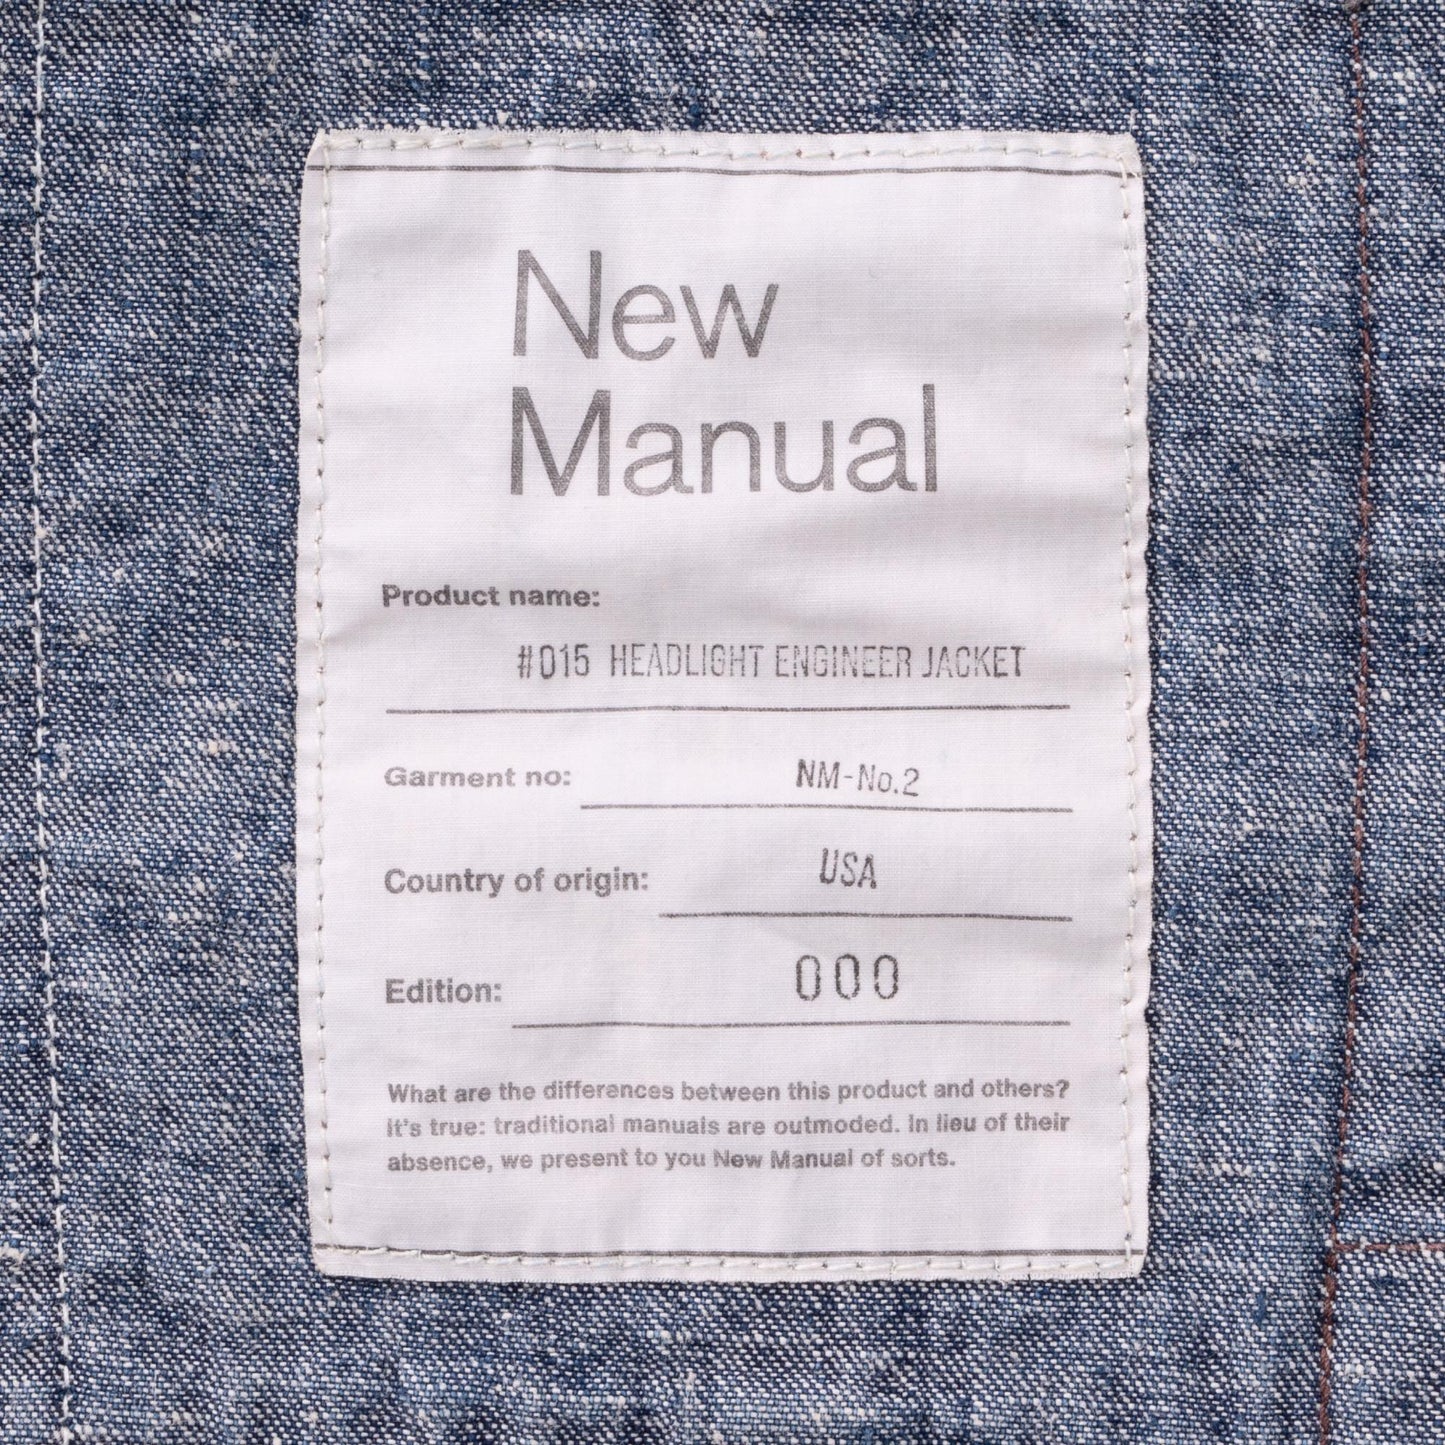 New
Manual
Product name:
#015 HEADLIGHT ENGINEER JACKET
Garment no: NM-No.2
Country of origin: USA
Edition: 000
What are the differences between this product and others?
It's true: traditional manuals are outmoded. In lieu of their
absence, we present to you New Manual of sorts.